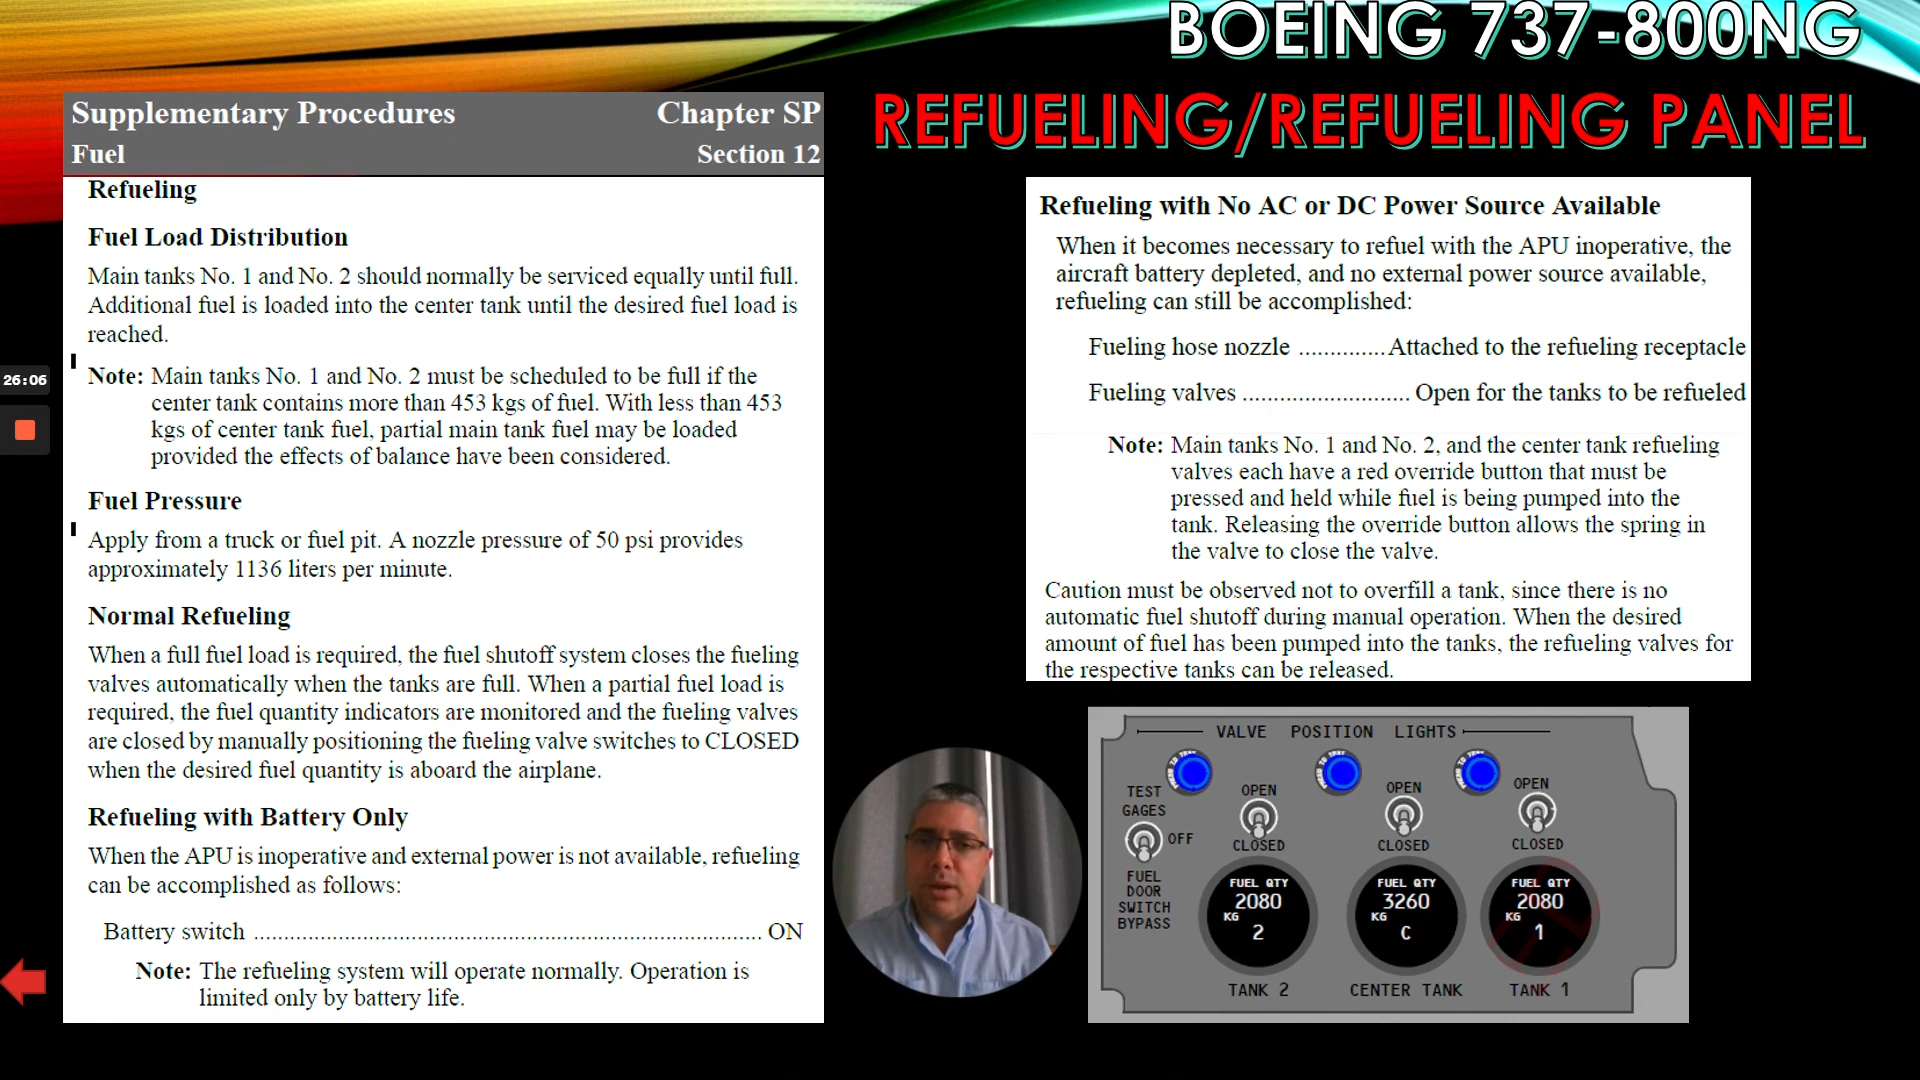 BOEING 737-800NG
REFUELING/REFUELING PANEL
Supplementary Procedures Chapter SP
Fuel Section 12
Refueling
Fuel Load Distribution
Main tanks No. 1 and No. 2 should normally be serviced equally until full.
Additional fuel is loaded into the center tank until the desired fuel load is
reached.
Note: Main tanks No. 1 and No. 2 must be scheduled to be full if the
center tank contains more than 453 kgs of fuel. With less than 453
kgs of center tank fuel, partial main tank fuel may be loaded
provided the effects of balance have been considered.
Fuel Pressure
Apply from a truck or fuel pit. A nozzle pressure of 50 psi provides
approximately 1136 liters per minute.
Normal Refueling
When a full fuel load is required, the fuel shutoff system closes the fueling
valves automatically when the tanks are full. When a partial fuel load is
required, the fuel quantity indicators are monitored and the fueling valves
are closed by manually positioning the fueling valve switches to CLOSED
when the desired fuel quantity is aboard the airplane.
Refueling with Battery Only
When the APU is inoperative and external power is not available, refueling
can be accomplished as follows:
Battery switch ..................................................................................... ON
Note: The refueling system will operate normally. Operation is
limited only by battery life.
26:06
Refueling with No AC or DC Power Source Available
When it becomes necessary to refuel with the APU inoperative, the
aircraft battery depleted, and no external power source available,
refueling can still be accomplished:
Fueling hose nozzle ..............Attached to the refueling receptacle
Fueling valves ........................... Open for the tanks to be refueled
Note: Main tanks No. 1 and No. 2, and the center tank refueling
valves each have a red override button that must be
pressed and held while fuel is being pumped into the
tank. Releasing the override button allows the spring in
the valve to close the valve.
Caution must be observed not to overfill a tank, since there is no
automatic fuel shutoff during manual operation. When the desired
amount of fuel has been pumped into the tanks, the refueling valves for
the respective tanks can be released.
VALVE POSITION LIGHTS
TEST
GAGES
OFF
FUEL
DOOR
SWITCH
BYPASS
OPEN OPEN OPEN
CLOSED CLOSED CLOSED
FUEL QTY
2080
KG
2
FUEL QTY
3260
KG
C
FUEL QTY
2080
KG
1
TANK 2 CENTER TANK TANK 1